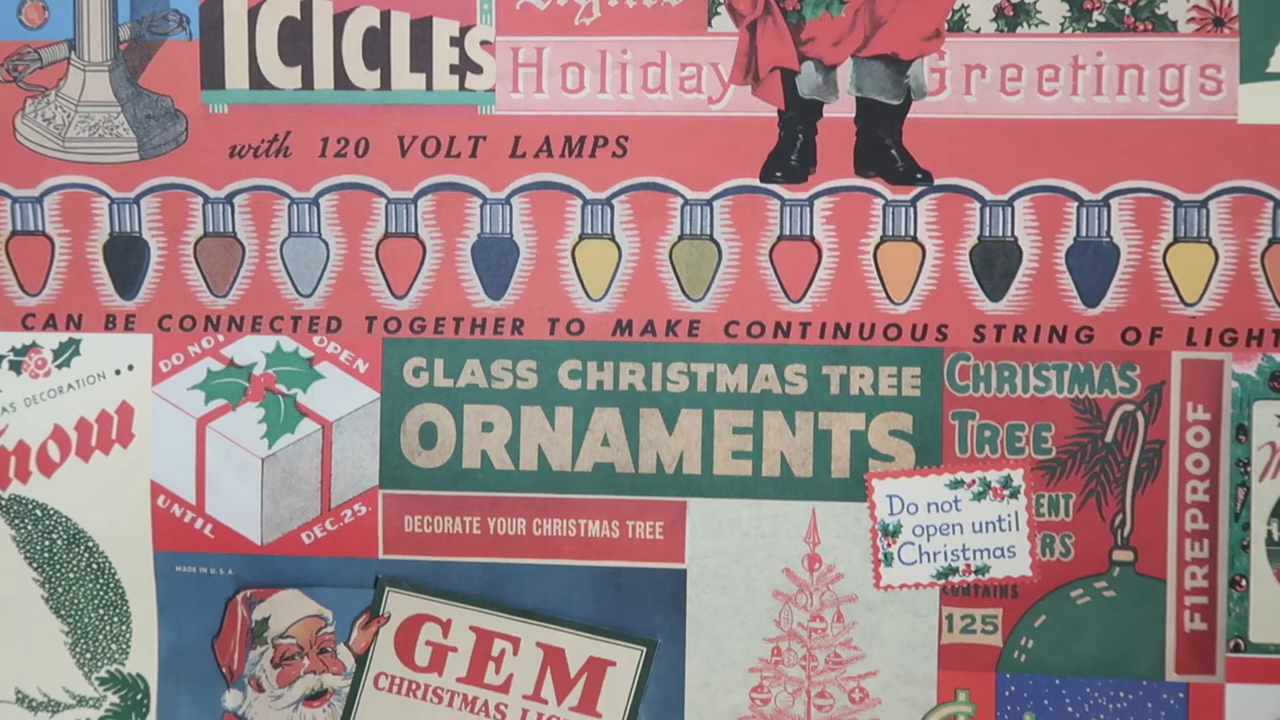 ICICLES
Lights
Holiday Greetings
with 120 VOLT LAMPS
CAN BE CONNECTED TOGETHER TO MAKE CONTINUOUS STRING OF LIGHT
DECORATION
DO NOT OPEN
UNTIL DEC. 25.
GLASS CHRISTMAS TREE
ORNAMENTS
DECORATE YOUR CHRISTMAS TREE
CHRISTMAS
TREE
Do not
open until
Christmas
CONTAINS
125
FIREPROOF
MADE IN U. S. A.
GEM
CHRISTMAS